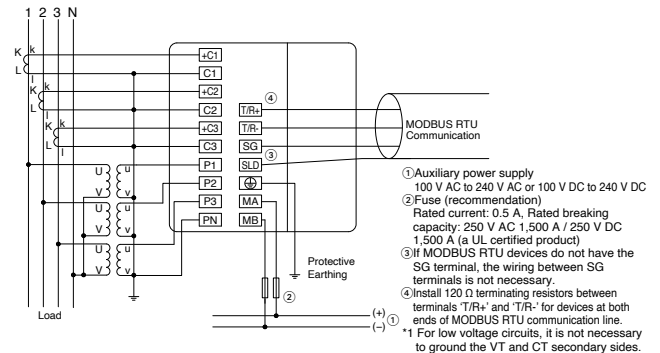 1 2 3 N
K k
L l
K k
L l
K k
L l
+C1
C1
+C2
C2
+C3
C3
P1
P2
P3
PN
④
T/R+
T/R-
SG
③
SLD
MA
MB
U u
V v
U u
V v
U u
V v
Load
MODBUS RTU
Communication
Protective
Earthing
②
(+)
(−)
①
①Auxiliary power supply
100 V AC to 240 V AC or 100 V DC to 240 V DC
②Fuse (recommendation)
Rated current: 0.5 A, Rated breaking
capacity: 250 V AC 1,500 A / 250 V DC
1,500 A (a UL certified product)
③If MODBUS RTU devices do not have the
SG terminal, the wiring between SG
terminals is not necessary.
④Install 120 Ω terminating resistors between
terminals ‘T/R+’ and ‘T/R-’ for devices at both
ends of MODBUS RTU communication line.
*1 For low voltage circuits, it is not necessary
to ground the VT and CT secondary sides.